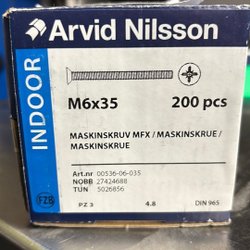 Arvid Nilsson
INDOOR
M6x35 200 pcs
MASKINSKRUV MFX / MASKINSKRUE /
MASKINSKRUE
Art.nr 00536-06-035
NOBB 27424688
TUN 5026856
FZB PZ 3 4.8 DIN 965